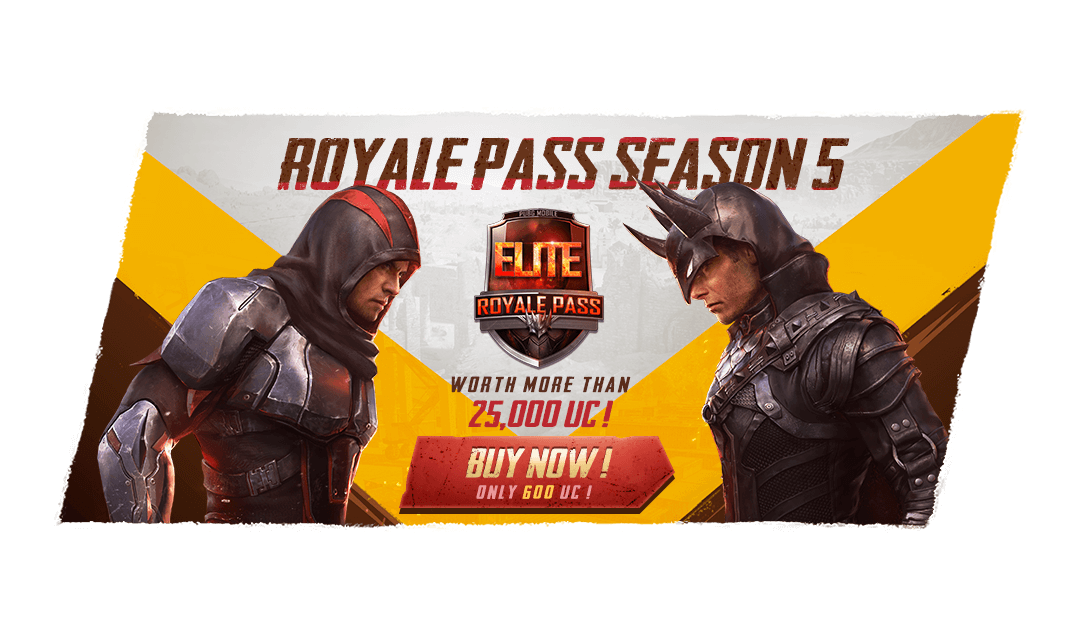 ROYALE PASS SEASON 5
PUBG MOBILE
ELITE
ROYALE PASS
WORTH MORE THAN
25,000 UC!
BUY NOW!
ONLY 600 UC!